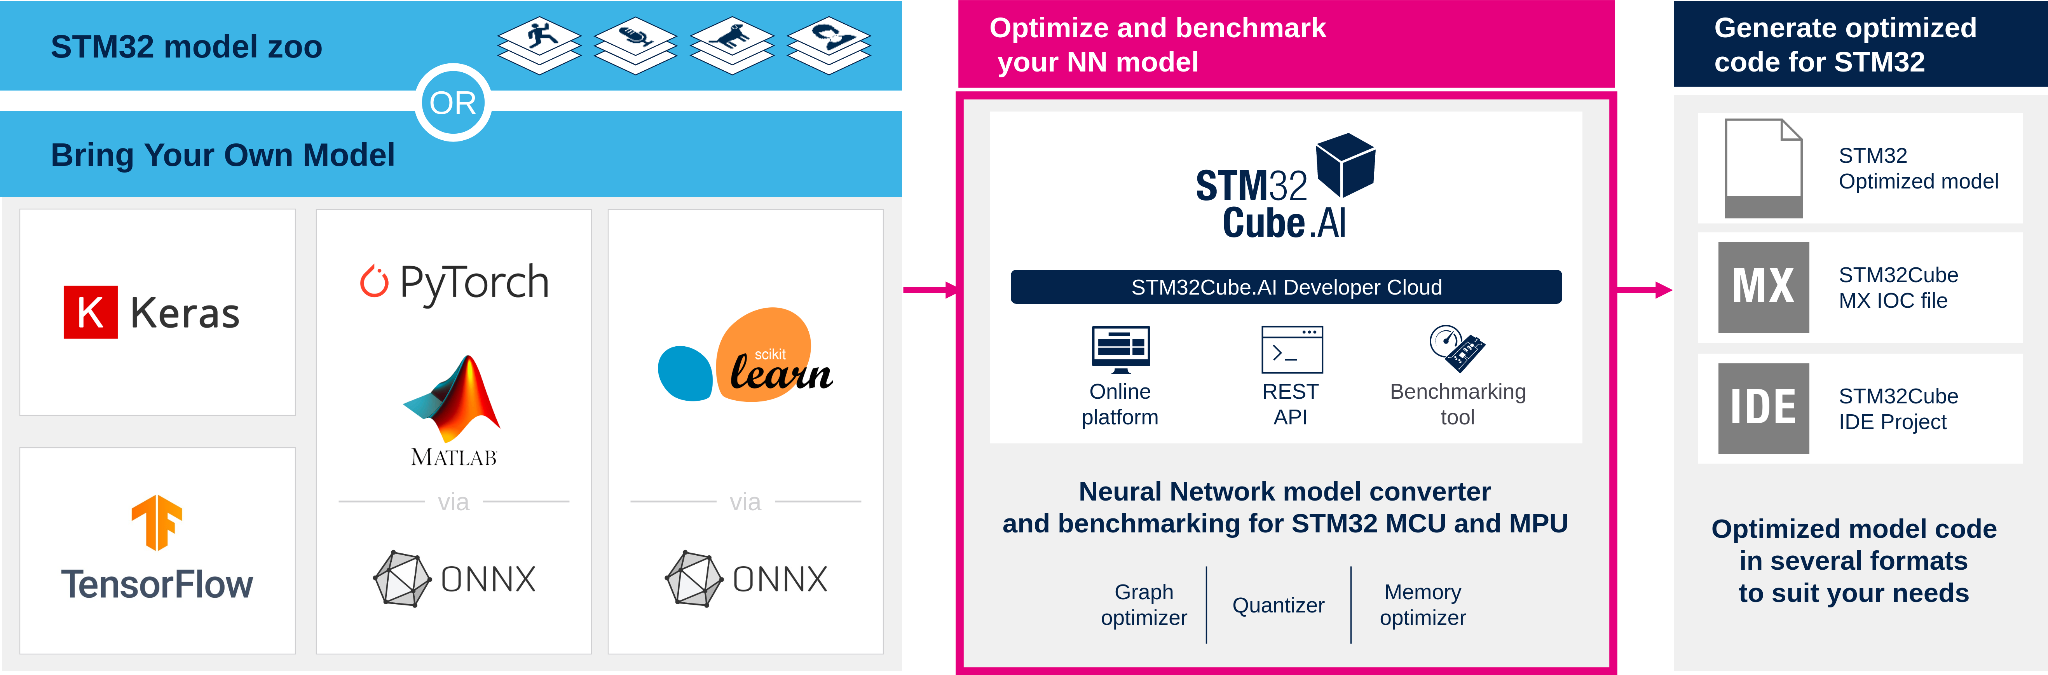 STM32 model zoo
OR
Bring Your Own Model
K Keras
TensorFlow
PyTorch
MATLAB
via
ONNX
scikit
learn
via
ONNX
Optimize and benchmark
your NN model
STM32
Cube.AI
STM32Cube.AI Developer Cloud
Online
platform
REST
API
Benchmarking
tool
Neural Network model converter
and benchmarking for STM32 MCU and MPU
Graph
optimizer
Quantizer
Memory
optimizer
Generate optimized
code for STM32
STM32
Optimized model
MX
STM32Cube
MX IOC file
IDE
STM32Cube
IDE Project
Optimized model code
in several formats
to suit your needs